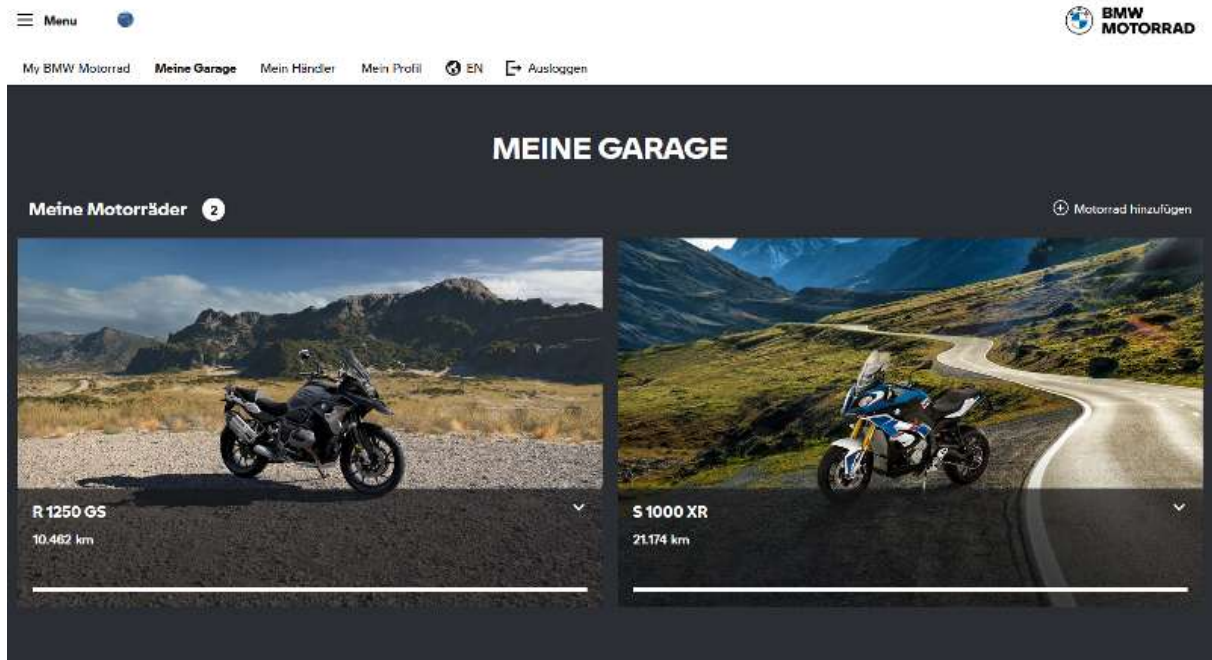 Menu
BMW
MOTORRAD
My BMW Motorrad Meine Garage Mein Händler Mein Profil EN Ausloggen
MEINE GARAGE
Meine Motorräder 2
Motorrad hinzufügen
R 1250 GS
10.462 km
S 1000 XR
21.174 km